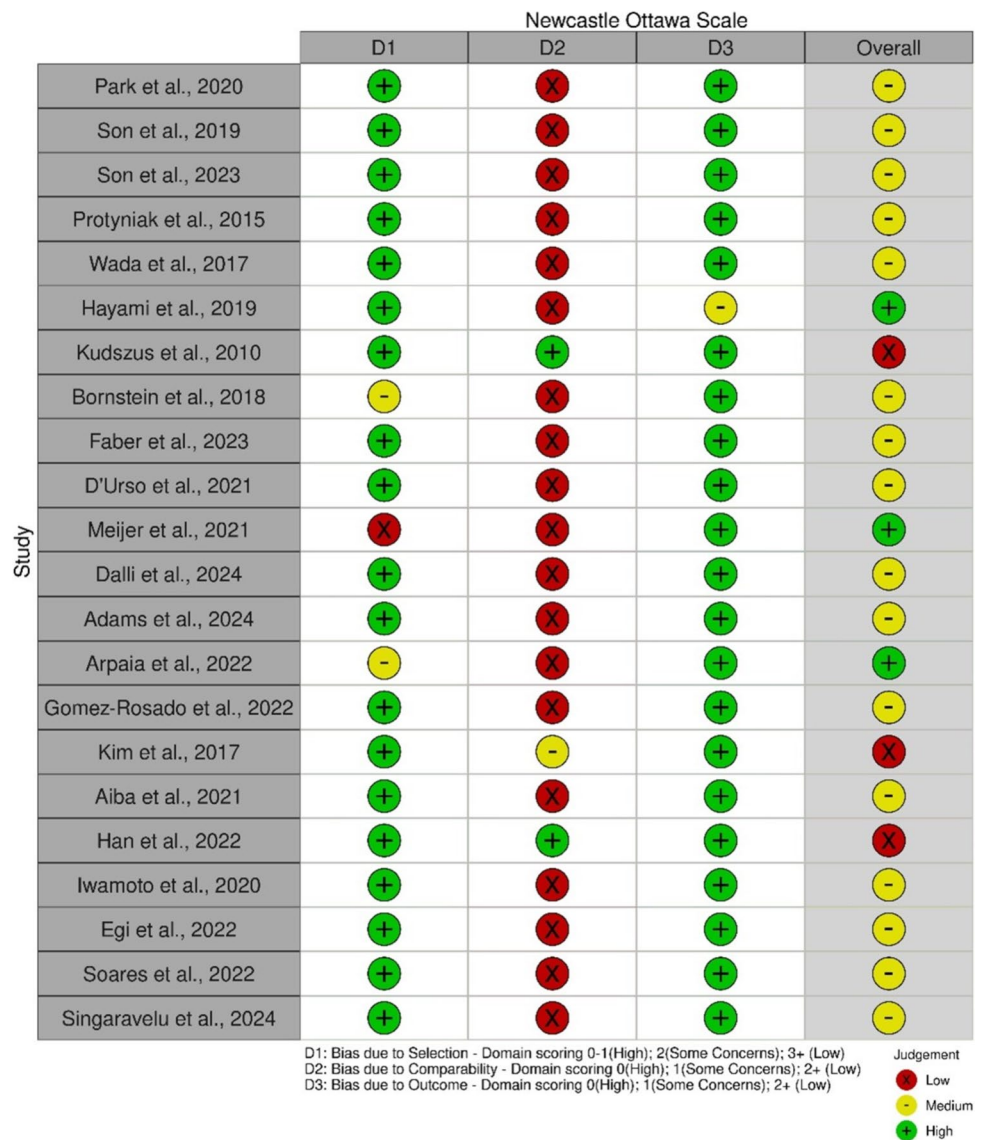 Newcastle Ottawa Scale
D1 D2 D3 Overall
Study
Park et al., 2020 + X + -
Son et al., 2019 + X + -
Son et al., 2023 + X + -
Protyniak et al., 2015 + X + -
Wada et al., 2017 + X + -
Hayami et al., 2019 + X - +
Kudszus et al., 2010 + + + X
Bornstein et al., 2018 - X + -
Faber et al., 2023 + X + -
D'Urso et al., 2021 + X + -
Meijer et al., 2021 X X + +
Dalli et al., 2024 + X + -
Adams et al., 2024 + X + -
Arpaia et al., 2022 - X + +
Gomez-Rosado et al., 2022 + X + -
Kim et al., 2017 + - + X
Aiba et al., 2021 + X + -
Han et al., 2022 + + + X
Iwamoto et al., 2020 + X + -
Egi et al., 2022 + X + -
Soares et al., 2022 + X + -
Singaravelu et al., 2024 + X + -
D1: Bias due to Selection - Domain scoring 0-1(High); 2(Some Concerns); 3+ (Low)
D2: Bias due to Comparability - Domain scoring 0(High); 1(Some Concerns); 2+ (Low)
D3: Bias due to Outcome - Domain scoring 0(High); 1(Some Concerns); 2+ (Low)
Judgement
X Low
- Medium
+ High